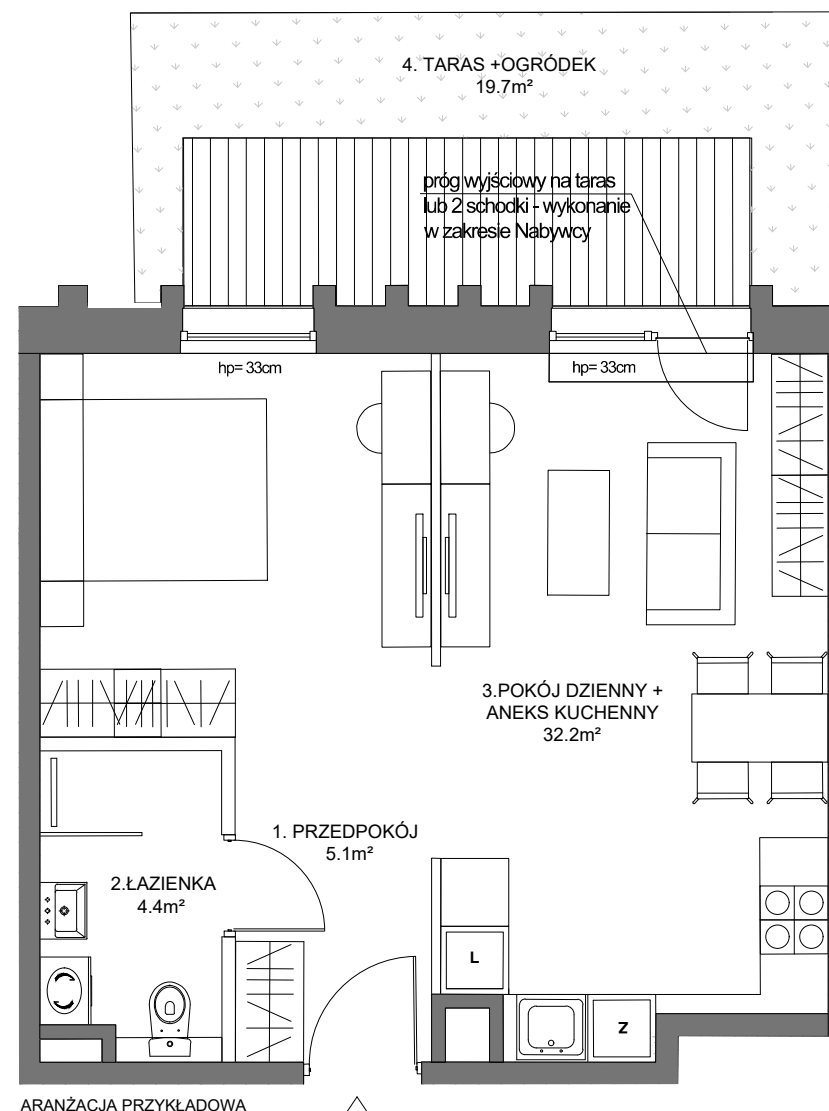 4. TARAS +OGRÓDEK
19.7m²
próg wyjściowy na taras
lub 2 schodki - wykonanie
w zakresie Nabywcy
hp= 33cm
hp= 33cm
3.POKÓJ DZIENNY +
ANEKS KUCHENNY
32.2m²
1. PRZEDPOKÓJ
5.1m²
2.ŁAZIENKA
4.4m²
L
Z
ARANŻACJA PRZYKŁADOWA